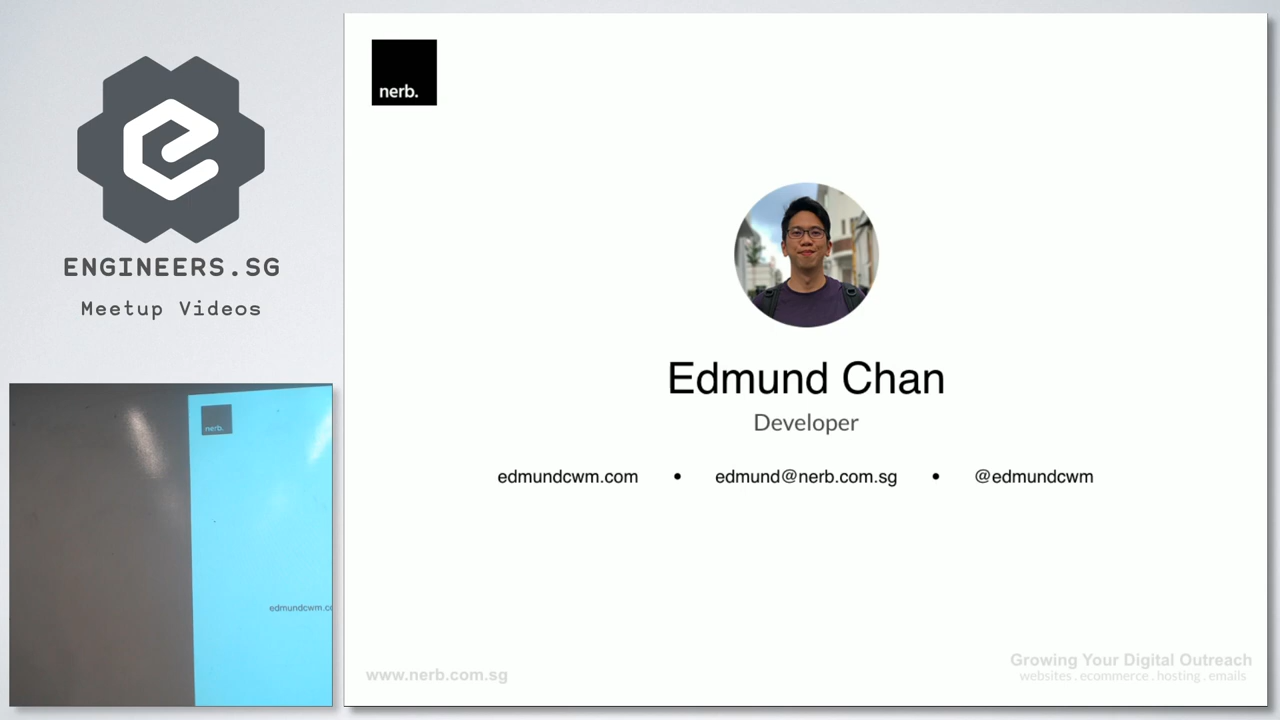 ENGINEERS.SG
Meetup Videos
nerb.
edmundcwm.c
nerb.
Edmund Chan
Developer
edmundcwm.com • edmund@nerb.com.sg • @edmundcwm
www.nerb.com.sg
Growing Your Digital Outreach
websites . ecommerce . hosting . emails